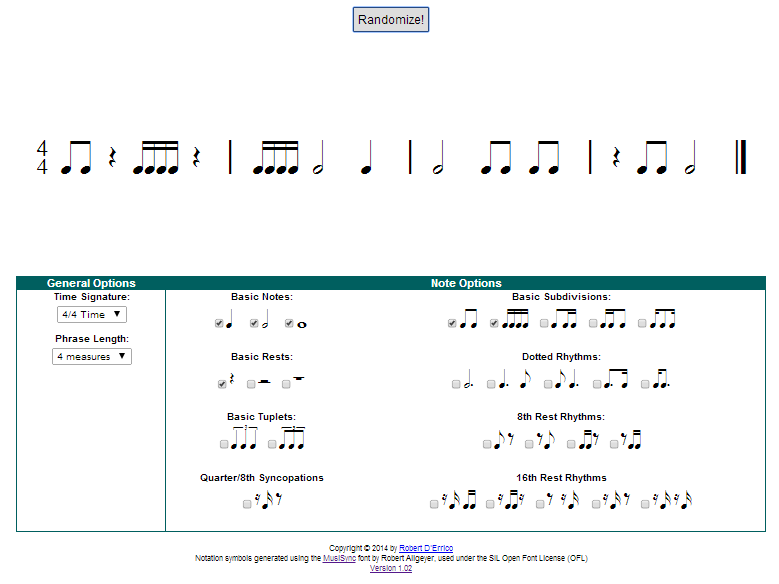 Randomize!
4
4
General Options
Note Options
Time Signature:
Basic Notes:
Basic Subdivisions:
4/4 Time
Phrase Length:
4 measures
Basic Rests:
Dotted Rhythms:
Basic Tuplets:
8th Rest Rhythms:
3 3
Quarter/8th Syncopations
16th Rest Rhythms
Copyright © 2014 by Robert D'Errico
Notation symbols generated using the MusiSync font by Robert Allgeyer, used under the SIL Open Font License (OFL)
Version 1.02